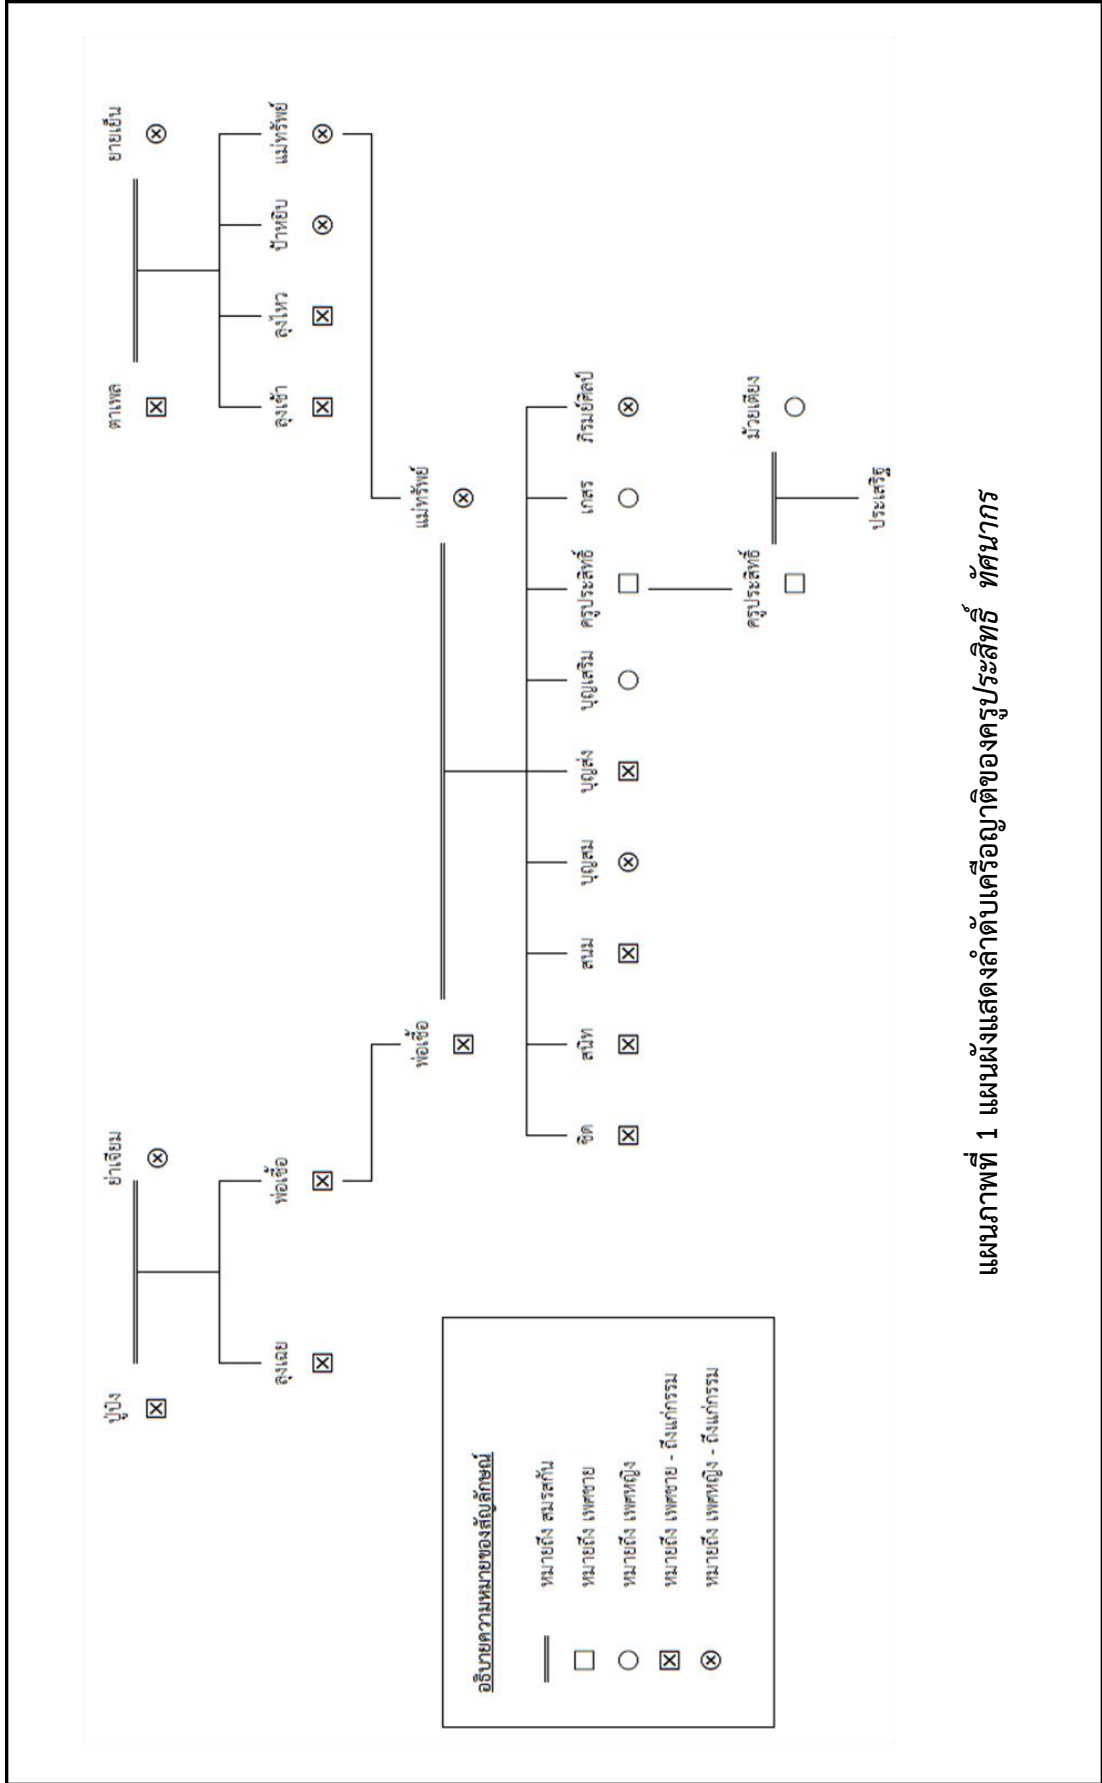 ปู่ปิง ย่าเจียม ตาเพล ยายเย็น
ลุงเฉย พ่อเชื้อ ลุงเช้า ลุงไหว ป้าหยิบ แม่ทรัพย์
พ่อเชื้อ แม่ทรัพย์
ชิต สนิท สนม บุญสม บุญส่ง บุญเสริม ครูประสิทธิ์ เกสร ภิรมย์ศิลป์
ครูประสิทธิ์ ม้วยเตียง
ประเสริฐ
อธิบายความหมายของสัญลักษณ์
หมายถึง สมรสกัน
หมายถึง เพศชาย
หมายถึง เพศหญิง
หมายถึง เพศชาย - ถึงแก่กรรม
หมายถึง เพศหญิง - ถึงแก่กรรม
แผนภาพที่ 1 แผนผังแสดงลำดับเครือญาติของครูประสิทธิ์ ทัศนากร